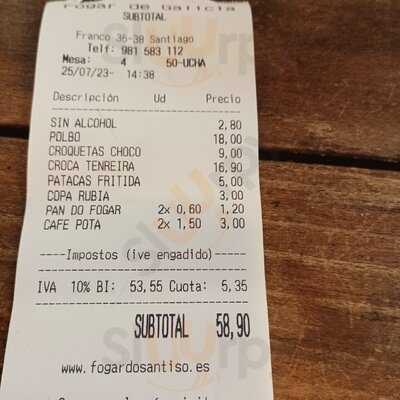 Fogar de Galicia
SUBTOTAL
Franco 36-38 Santiago
Telf: 981 583 112
Mesa: 4 50-UCHA
25/07/23- 14:38
Descripción Ud Precio
SIN ALCOHOL 2,80
POLBO 18,00
CROQUETAS CHOCO 9,00
CROCA TENREIRA 16,90
PATACAS FRITIDA 5,00
COPA RUBIA 3,00
PAN DO FOGAR 2x 0,60 1,20
CAFE POTA 2x 1,50 3,00
----Impostos (ive engadido)-----
IVA 10% BI: 53,55 Cuota: 5,35
SUBTOTAL 58,90
www.fogardosantiso.es